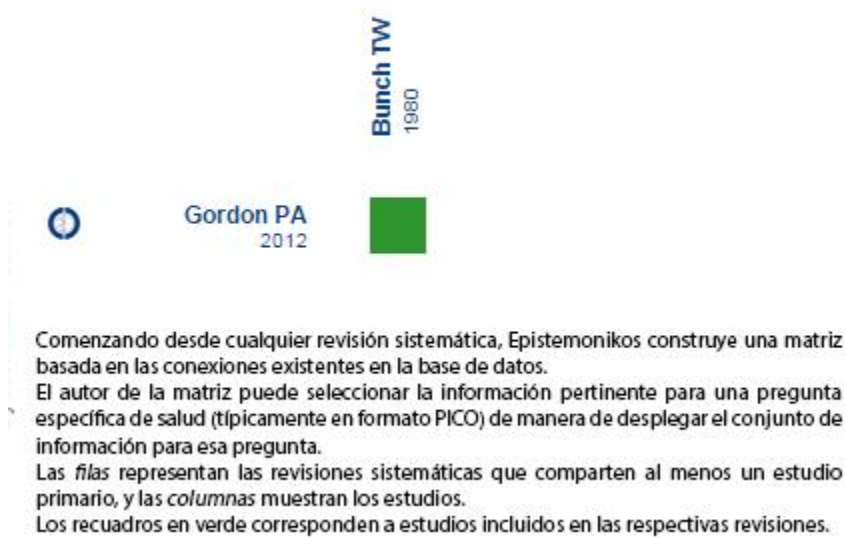 Bunch TW
1980
Gordon PA
2012
Comenzando desde cualquier revisión sistemática, Epistemonikos construye una matriz
basada en las conexiones existentes en la base de datos.
El autor de la matriz puede seleccionar la información pertinente para una pregunta
específica de salud (típicamente en formato PICO) de manera de desplegar el conjunto de
información para esa pregunta.
Las filas representan las revisiones sistemáticas que comparten al menos un estudio
primario, y las columnas muestran los estudios.
Los recuadros en verde corresponden a estudios incluidos en las respectivas revisiones.